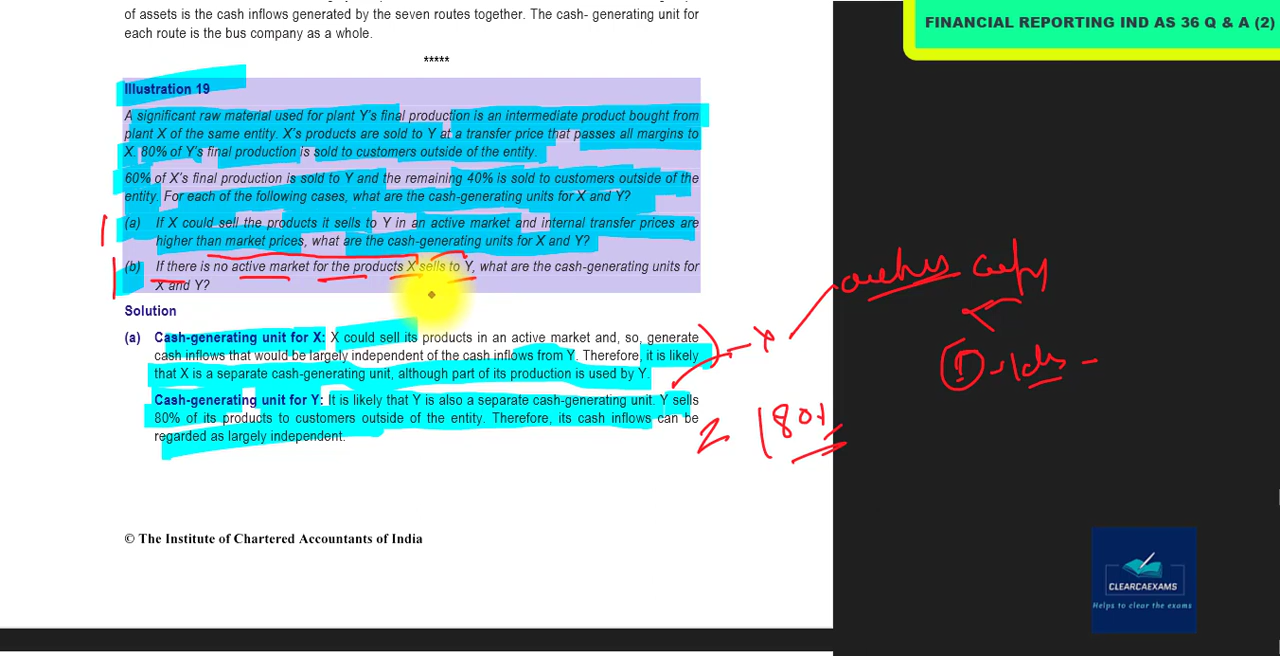 of assets is the cash inflows generated by the seven routes together. The cash- generating unit for
each route is the bus company as a whole.
*****
FINANCIAL REPORTING IND AS 36 Q & A (2)
Illustration 19
A significant raw material used for plant Y's final production is an intermediate product bought from
plant X of the same entity. X's products are sold to Y at a transfer price that passes all margins to
X. 80% of Y's final production is sold to customers outside of the entity.
60% of X's final production is sold to Y and the remaining 40% is sold to customers outside of the
entity. For each of the following cases, what are the cash-generating units for X and Y?
(a) If X could sell the products it sells to Y in an active market and internal transfer prices are
higher than market prices, what are the cash-generating units for X and Y?
(b) If there is no active market for the products X sells to Y, what are the cash-generating units for
X and Y?
Solution
(a) Cash-generating unit for X: X could sell its products in an active market and, so, generate
cash inflows that would be largely independent of the cash inflows from Y. Therefore, it is likely
that X is a separate cash-generating unit, although part of its production is used by Y.
Cash-generating unit for Y: It is likely that Y is also a separate cash-generating unit. Y sells
80% of its products to customers outside of the entity. Therefore, its cash inflows can be
regarded as largely independent.
2
© The Institute of Chartered Accountants of India
CLEARCAEXAMS
Helps to clear the exams